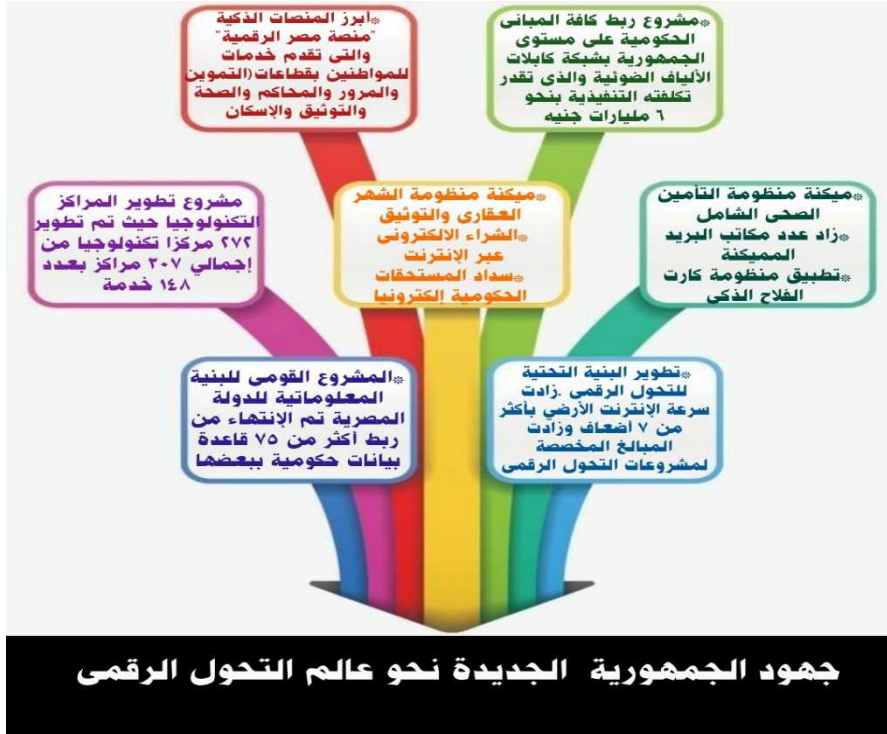 *مشروع ربط كافة المبانى
الحكومية على مستوى
الجمهورية بشبكة كابلات
الألياف الضوئية والذى تقدر
تكلفته التنفيذية بنحو
٦ مليارات جنيه
*أبرز المنصات الذكية
"منصة مصر الرقمية"
والتى تقدم خدمات
للمواطنين بقطاعات(التموين
والمرور والمحاكم والصحة
والتوثيق والإسكان
*ميكنة منظومة التأمين
الصحى الشامل
*زاد عدد مكاتب البريد
المميكنة
*تطبيق منظومة كارت
الفلاح الذكى
*ميكنة منظومة الشهر
العقارى والتوثيق
*الشراء الالكترونى
عبر الإنترنت
*سداد المستحقات
الحكومية إلكترونيا
مشروع تطوير المراكز
التكنولوجيا حيث تم تطوير
٢٧٢ مركزا تكنولوجيا من
إجمالي ٣٠٧ مراكز بعدد
١٤٨ خدمة
*تطوير البنية التحتية
للتحول الرقمى .زادت
سرعة الإنترنت الأرضي بأكثر
من ٧ أضعاف وزادت
المبالغ المخصصة
لمشروعات التحول الرقمى
*المشروع القومى للبنية
المعلوماتية للدولة
المصرية تم الإنتهاء من
ربط أكثر من ٧٥ قاعدة
بيانات حكومية ببعضها
جهود الجمهورية الجديدة نحو عالم التحول الرقمى